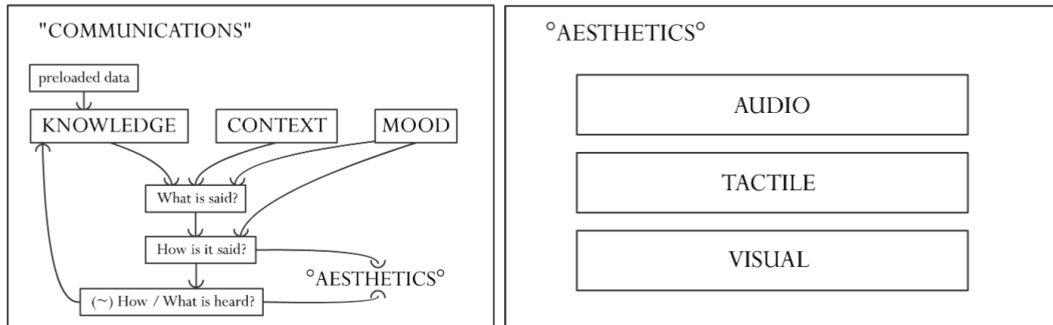 "COMMUNICATIONS"
preloaded data
KNOWLEDGE
CONTEXT
MOOD
What is said?
How is it said?
°AESTHETICS°
(~) How / What is heard?
°AESTHETICS°
AUDIO
TACTILE
VISUAL